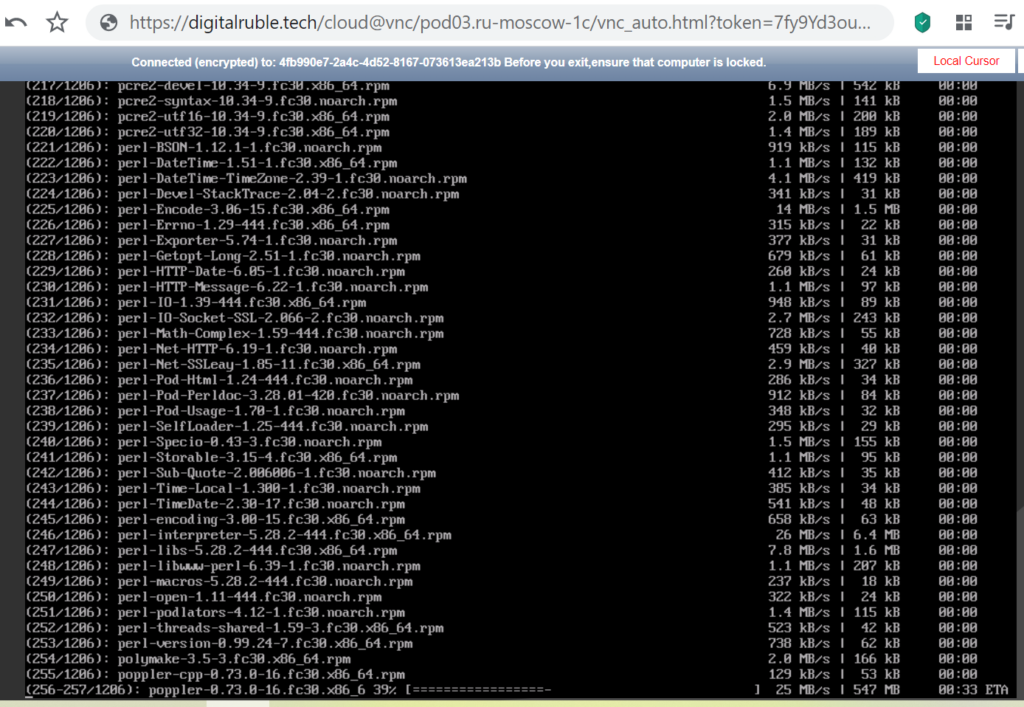 https://digitalruble.tech/cloud@vnc/pod03.ru-moscow-1c/vnc_auto.html?token=7fy9Yd3ou...
Connected (encrypted) to: 4fb990e7-2a4c-4d52-8167-073613ea213b Before you exit,ensure that computer is locked.
Local Cursor
(217/1206): pcre2-devel-10.34-9.fc30.x86_64.rpm 6.9 MB/s | 542 kB 00:00
(218/1206): pcre2-syntax-10.34-9.fc30.noarch.rpm 1.5 MB/s | 141 kB 00:00
(219/1206): pcre2-utf16-10.34-9.fc30.x86_64.rpm 2.0 MB/s | 200 kB 00:00
(220/1206): pcre2-utf32-10.34-9.fc30.x86_64.rpm 1.4 MB/s | 189 kB 00:00
(221/1206): perl-BSON-1.12.1-1.fc30.noarch.rpm 919 kB/s | 115 kB 00:00
(222/1206): perl-DateTime-1.51-1.fc30.x86_64.rpm 1.1 MB/s | 132 kB 00:00
(223/1206): perl-DateTime-TimeZone-2.39-1.fc30.noarch.rpm 4.1 MB/s | 419 kB 00:00
(224/1206): perl-Devel-StackTrace-2.04-2.fc30.noarch.rpm 341 kB/s | 31 kB 00:00
(225/1206): perl-Encode-3.06-15.fc30.x86_64.rpm 14 MB/s | 1.5 MB 00:00
(226/1206): perl-Errno-1.29-444.fc30.x86_64.rpm 315 kB/s | 22 kB 00:00
(227/1206): perl-Exporter-5.74-1.fc30.noarch.rpm 377 kB/s | 31 kB 00:00
(228/1206): perl-Getopt-Long-2.51-1.fc30.noarch.rpm 679 kB/s | 61 kB 00:00
(229/1206): perl-HTTP-Date-6.05-1.fc30.noarch.rpm 260 kB/s | 24 kB 00:00
(230/1206): perl-HTTP-Message-6.22-1.fc30.noarch.rpm 1.1 MB/s | 97 kB 00:00
(231/1206): perl-IO-1.39-444.fc30.x86_64.rpm 948 kB/s | 89 kB 00:00
(232/1206): perl-IO-Socket-SSL-2.066-2.fc30.noarch.rpm 2.7 MB/s | 243 kB 00:00
(233/1206): perl-Math-Complex-1.59-444.fc30.noarch.rpm 728 kB/s | 55 kB 00:00
(234/1206): perl-Net-HTTP-6.19-1.fc30.noarch.rpm 459 kB/s | 40 kB 00:00
(235/1206): perl-Net-SSLeay-1.85-11.fc30.x86_64.rpm 2.9 MB/s | 327 kB 00:00
(236/1206): perl-Pod-Html-1.24-444.fc30.noarch.rpm 286 kB/s | 34 kB 00:00
(237/1206): perl-Pod-Perldoc-3.28.01-420.fc30.noarch.rpm 912 kB/s | 84 kB 00:00
(238/1206): perl-Pod-Usage-1.70-1.fc30.noarch.rpm 348 kB/s | 32 kB 00:00
(239/1206): perl-SelfLoader-1.25-444.fc30.noarch.rpm 295 kB/s | 29 kB 00:00
(240/1206): perl-Specio-0.43-3.fc30.noarch.rpm 1.5 MB/s | 155 kB 00:00
(241/1206): perl-Storable-3.15-4.fc30.x86_64.rpm 1.1 MB/s | 95 kB 00:00
(242/1206): perl-Sub-Quote-2.006006-1.fc30.noarch.rpm 412 kB/s | 35 kB 00:00
(243/1206): perl-Time-Local-1.300-1.fc30.noarch.rpm 385 kB/s | 34 kB 00:00
(244/1206): perl-TimeDate-2.30-17.fc30.noarch.rpm 541 kB/s | 48 kB 00:00
(245/1206): perl-encoding-3.00-15.fc30.x86_64.rpm 658 kB/s | 63 kB 00:00
(246/1206): perl-interpreter-5.28.2-444.fc30.x86_64.rpm 26 MB/s | 6.4 MB 00:00
(247/1206): perl-libs-5.28.2-444.fc30.x86_64.rpm 7.8 MB/s | 1.6 MB 00:00
(248/1206): perl-libwww-perl-6.39-1.fc30.noarch.rpm 1.1 MB/s | 207 kB 00:00
(249/1206): perl-macros-5.28.2-444.fc30.noarch.rpm 237 kB/s | 18 kB 00:00
(250/1206): perl-open-1.11-444.fc30.noarch.rpm 322 kB/s | 24 kB 00:00
(251/1206): perl-podlators-4.12-1.fc30.noarch.rpm 1.4 MB/s | 115 kB 00:00
(252/1206): perl-threads-shared-1.59-3.fc30.x86_64.rpm 523 kB/s | 42 kB 00:00
(253/1206): perl-version-0.99.24-7.fc30.x86_64.rpm 738 kB/s | 62 kB 00:00
(254/1206): polymake-3.5-3.fc30.x86_64.rpm 2.0 MB/s | 166 kB 00:00
(255/1206): poppler-cpp-0.73.0-16.fc30.x86_64.rpm 129 kB/s | 53 kB 00:00
(256-257/1206): poppler-0.73.0-16.fc30.x86_6 39% [=================- ] 25 MB/s | 547 MB 00:33 ETA